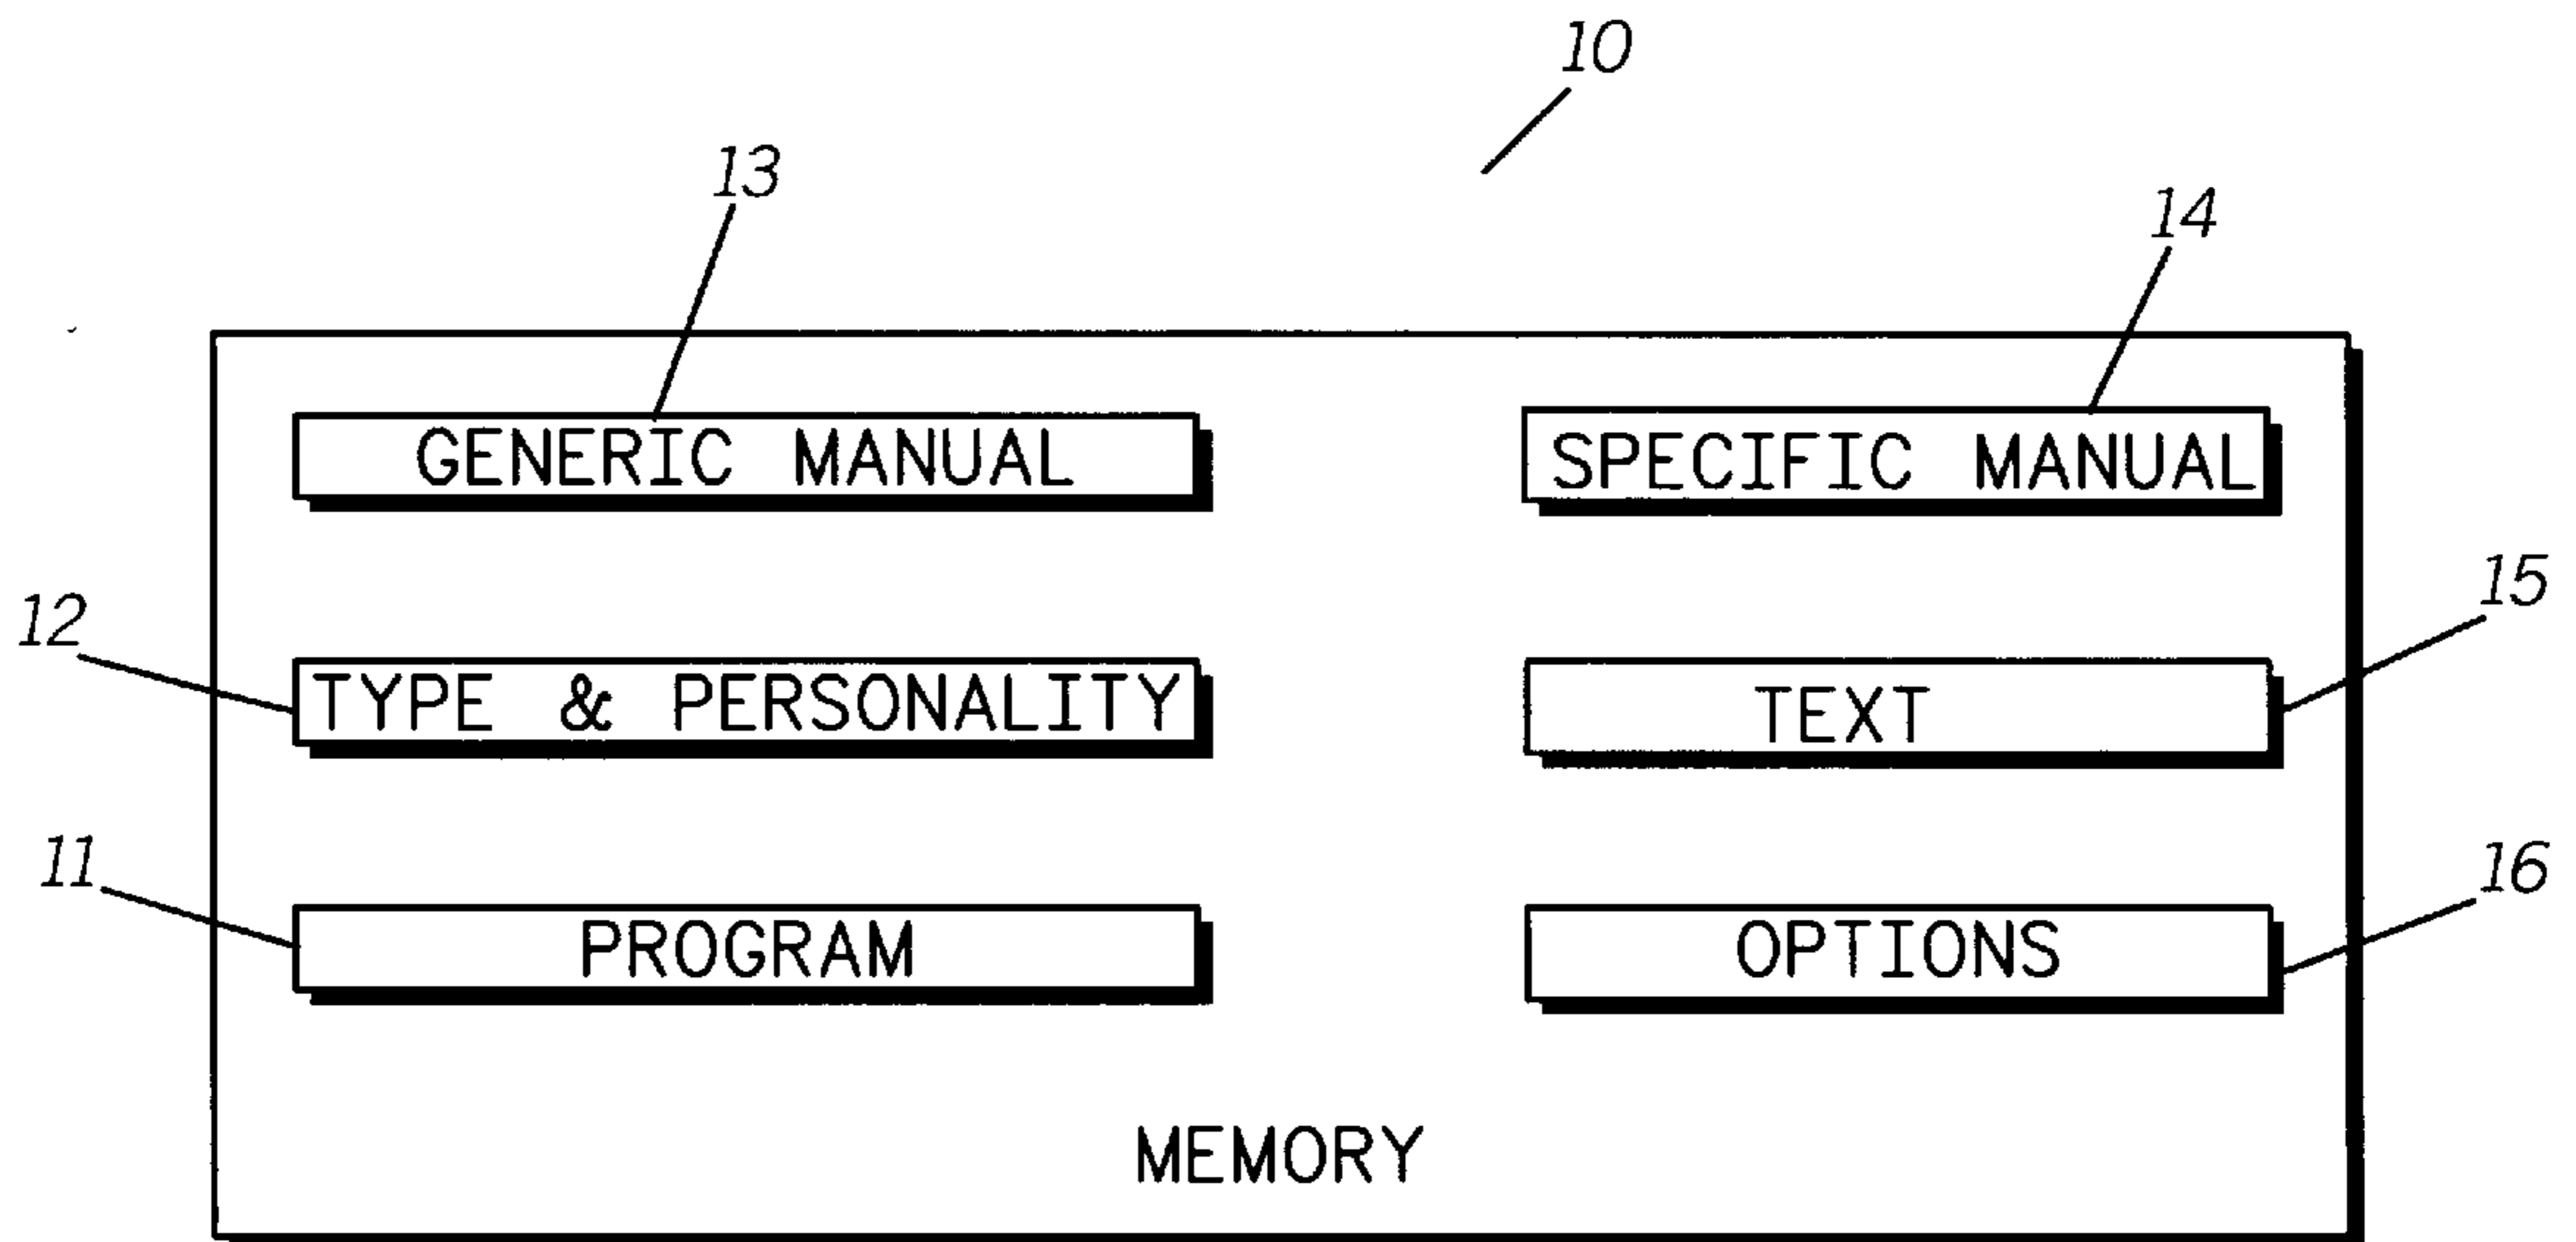 10
13
14
GENERIC MANUAL
SPECIFIC MANUAL
12
15
TYPE & PERSONALITY
TEXT
11
16
PROGRAM
OPTIONS
MEMORY